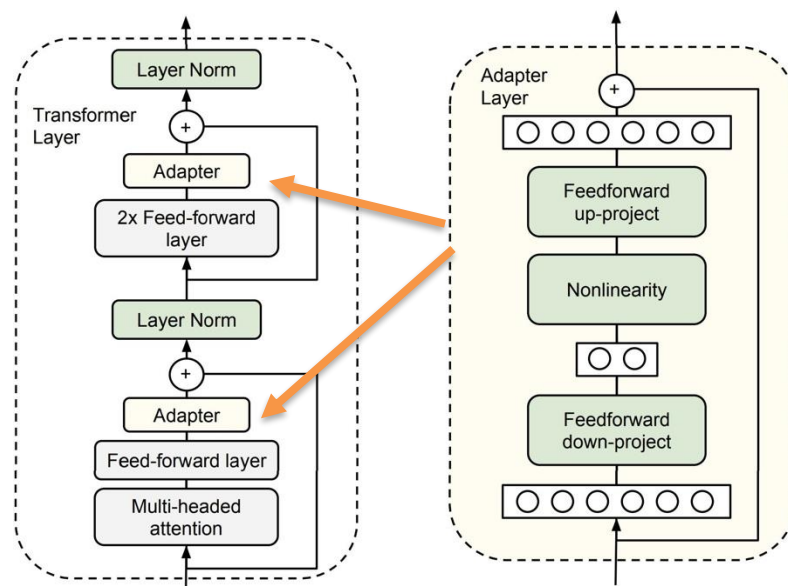 Layer Norm
Transformer
Layer
+
Adapter
2x Feed-forward
layer
Layer Norm
+
Adapter
Feed-forward layer
Multi-headed
attention
Adapter
Layer
+
Feedforward
up-project
Nonlinearity
Feedforward
down-project